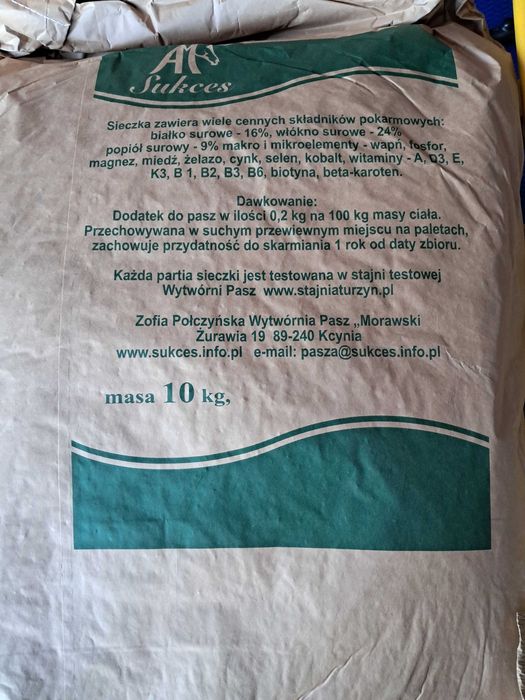 AM
Sukces
Sieczka zawiera wiele cennych składników pokarmowych:
białko surowe - 16%, włókno surowe - 24%
popiół surowy - 9% makro i mikroelementy - wapń, fosfor,
magnez, miedź, żelazo, cynk, selen, kobalt, witaminy - A, D3, E,
K3, B 1, B2, B3, B6, biotyna, beta-karoten.
Dawkowanie:
Dodatek do pasz w ilości 0,2 kg na 100 kg masy ciała.
Przechowywana w suchym przewiewnym miejscu na paletach,
zachowuje przydatność do skarmiania 1 rok od daty zbioru.
Każda partia sieczki jest testowana w stajni testowej
Wytwórni Pasz www.stajniaturzyn.pl
Zofia Połczyńska Wytwórnia Pasz „Morawski
Żurawia 19 89-240 Kcynia
www.sukces.info.pl e-mail: pasza@sukces.info.pl
masa 10 kg,